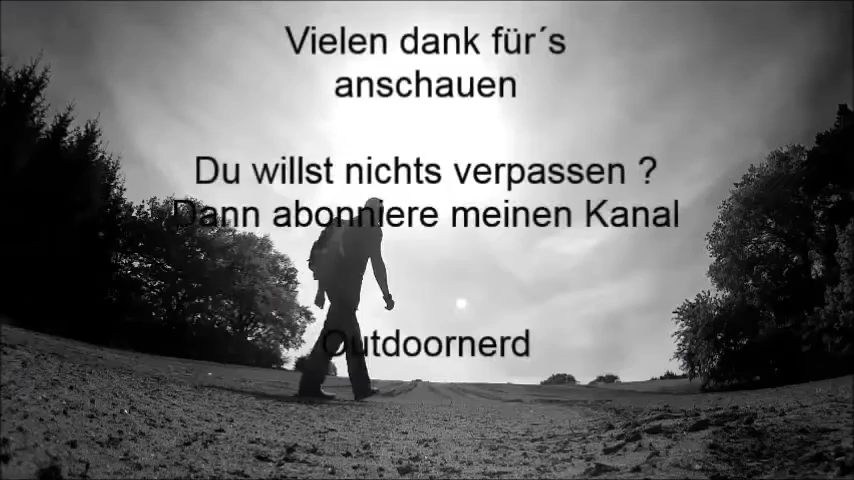 Vielen dank für´s
anschauen
Du willst nichts verpassen ?
Dann abonniere meinen Kanal
Outdoornerd